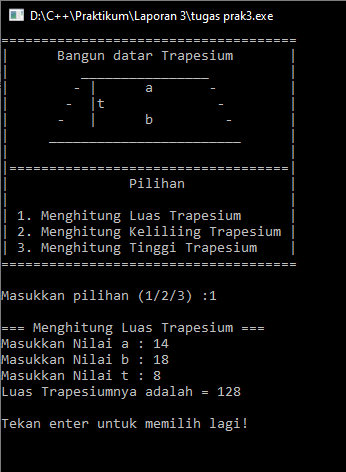 D:\C++\Praktikum\Laporan 3\tugas prak3.exe
=====================================
|      Bangun datar Trapesium       |
|         ________________          |
|        - |      a       -         |
|       -  |t              -        |
|      -   |      b         -       |
|     ________________________      |
|                                   |
|===================================|
|               Pilihan             |
|                                   |
| 1. Menghitung Luas Trapesium      |
| 2. Menghitung Keliliing Trapesium |
| 3. Menghitung Tinggi Trapesium    |
=====================================
Masukkan pilihan (1/2/3) :1
=== Menghitung Luas Trapesium ===
Masukkan Nilai a : 14
Masukkan Nilai b : 18
Masukkan Nilai t : 8
Luas Trapesiumnya adalah = 128
Tekan enter untuk memilih lagi!